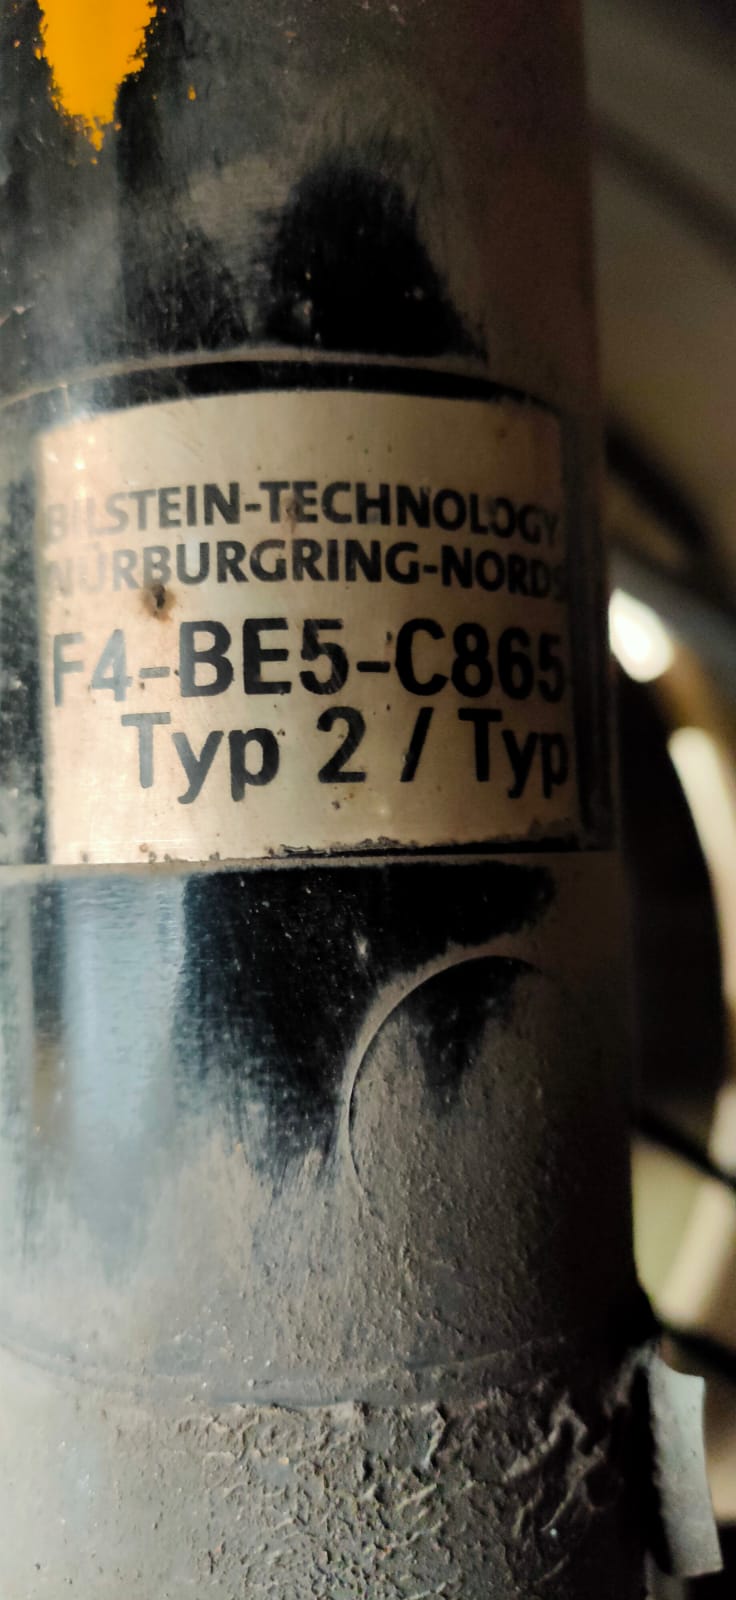 BILSTEIN-TECHNOLOGY
NÜRBURGRING-NORDS
F4-BE5-C865
Typ 2 / Typ